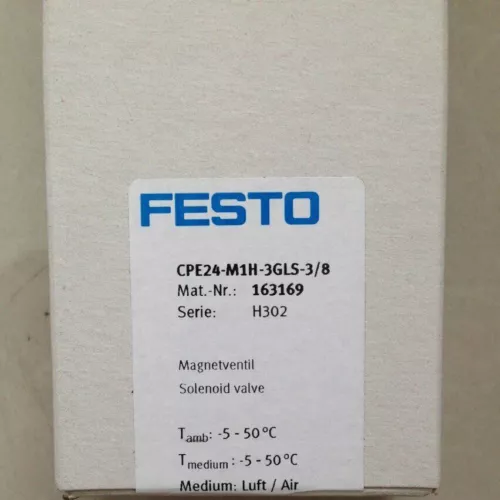 FESTO
CPE24-M1H-3GLS-3/8
Mat.-Nr.: 163169
Serie: H302
Magnetventil
Solenoid valve
Tamb: -5 - 50 °C
Tmedium: -5 - 50 °C
Medium: Luft / Air